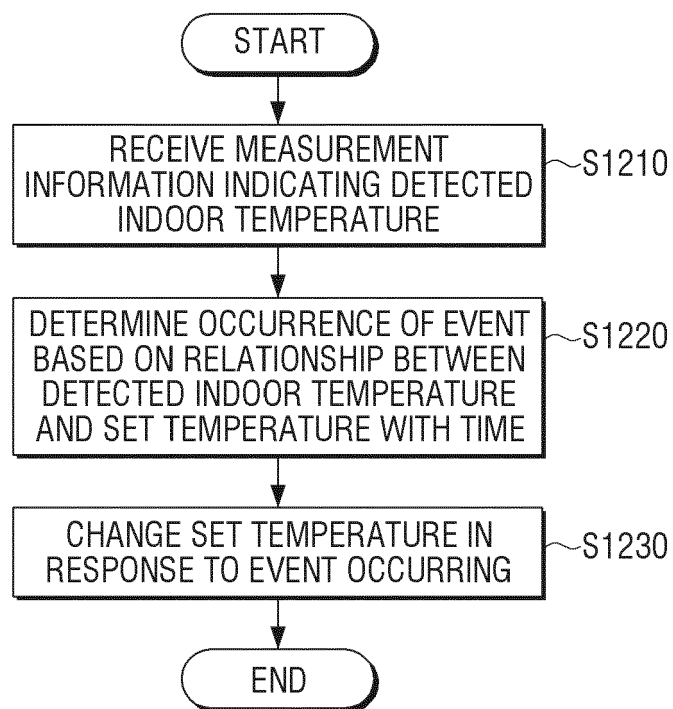 START
RECEIVE MEASUREMENT
INFORMATION INDICATING DETECTED
INDOOR TEMPERATURE
S1210
DETERMINE OCCURRENCE OF EVENT
BASED ON RELATIONSHIP BETWEEN
DETECTED INDOOR TEMPERATURE
AND SET TEMPERATURE WITH TIME
S1220
CHANGE SET TEMPERATURE IN
RESPONSE TO EVENT OCCURRING
S1230
END